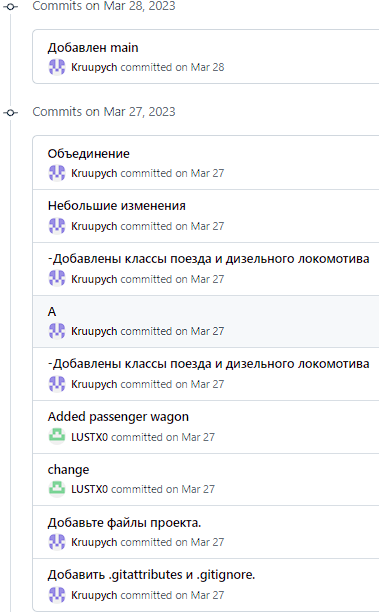 Commits on Mar 28, 2023
Добавлен main
Kruupych committed on Mar 28
Commits on Mar 27, 2023
Объединение
Kruupych committed on Mar 27
Небольшие изменения
Kruupych committed on Mar 27
-Добавлены классы поезда и дизельного локомотива
Kruupych committed on Mar 27
А
Kruupych committed on Mar 27
-Добавлены классы поезда и дизельного локомотива
Kruupych committed on Mar 27
Added passenger wagon
LUSTX0 committed on Mar 27
change
LUSTX0 committed on Mar 27
Добавьте файлы проекта.
Kruupych committed on Mar 27
Добавить .gitattributes и .gitignore.
Kruupych committed on Mar 27